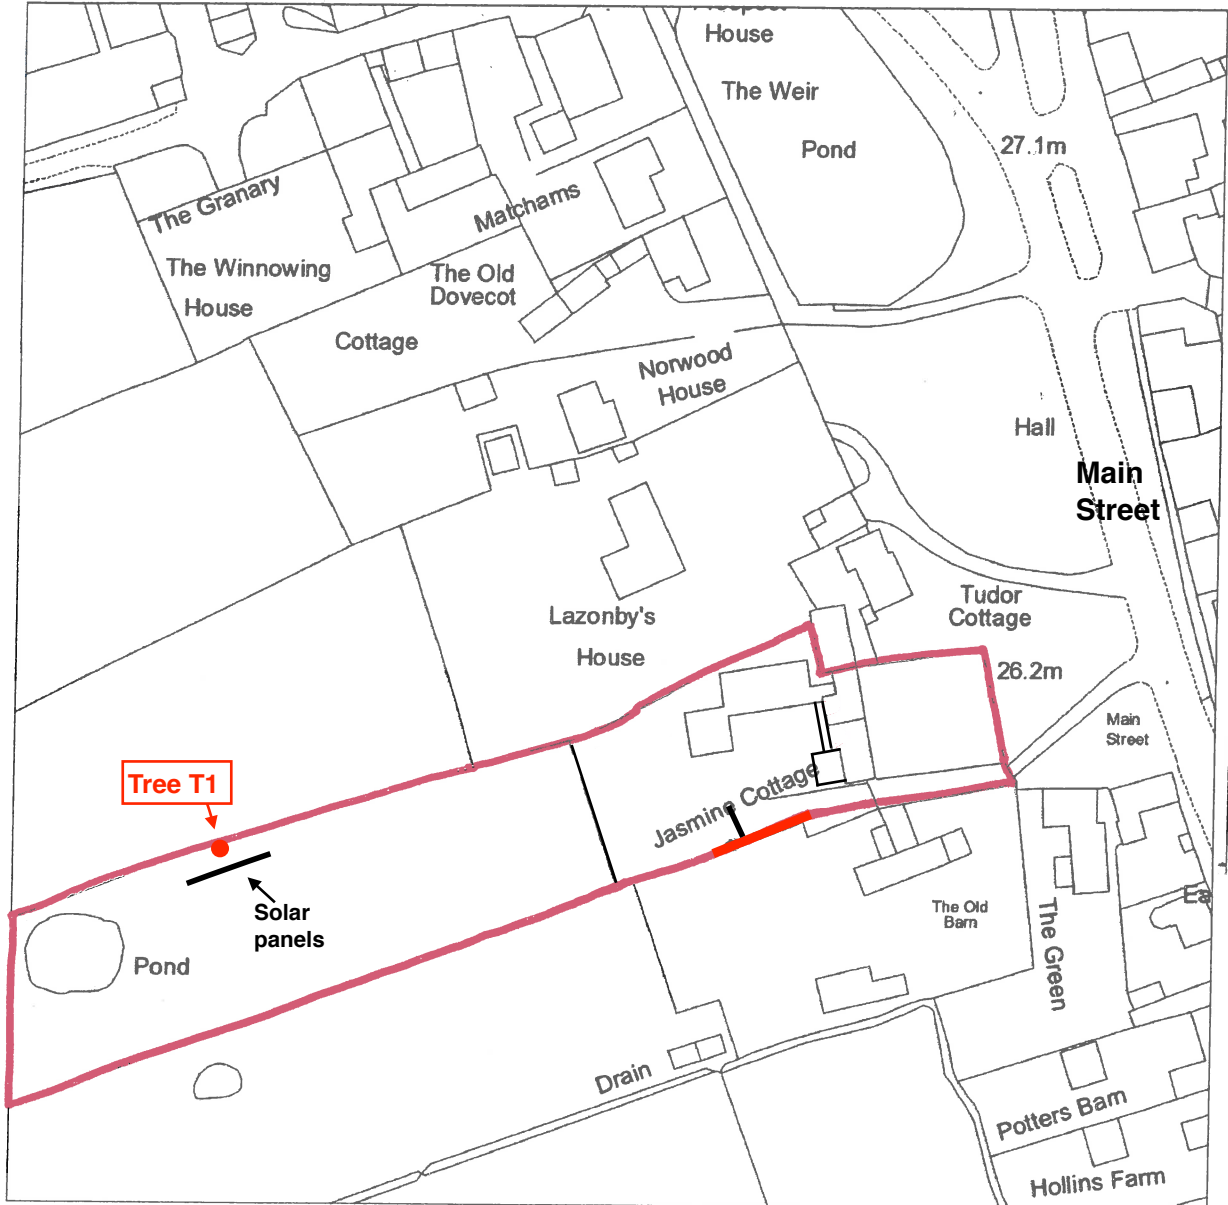 House
The Weir
Pond
27.1m
The Granary
Matchams
The Winnowing
House
The Old
Dovecot
Cottage
Norwood
House
Hall
Main
Street
Tudor
Cottage
Lazonby's
House
26.2m
Main
Street
Tree T1
Jasmine Cottage
Solar
panels
The Old
Barn
The Green
Pond
Drain
Potters Barn
Hollins Farm